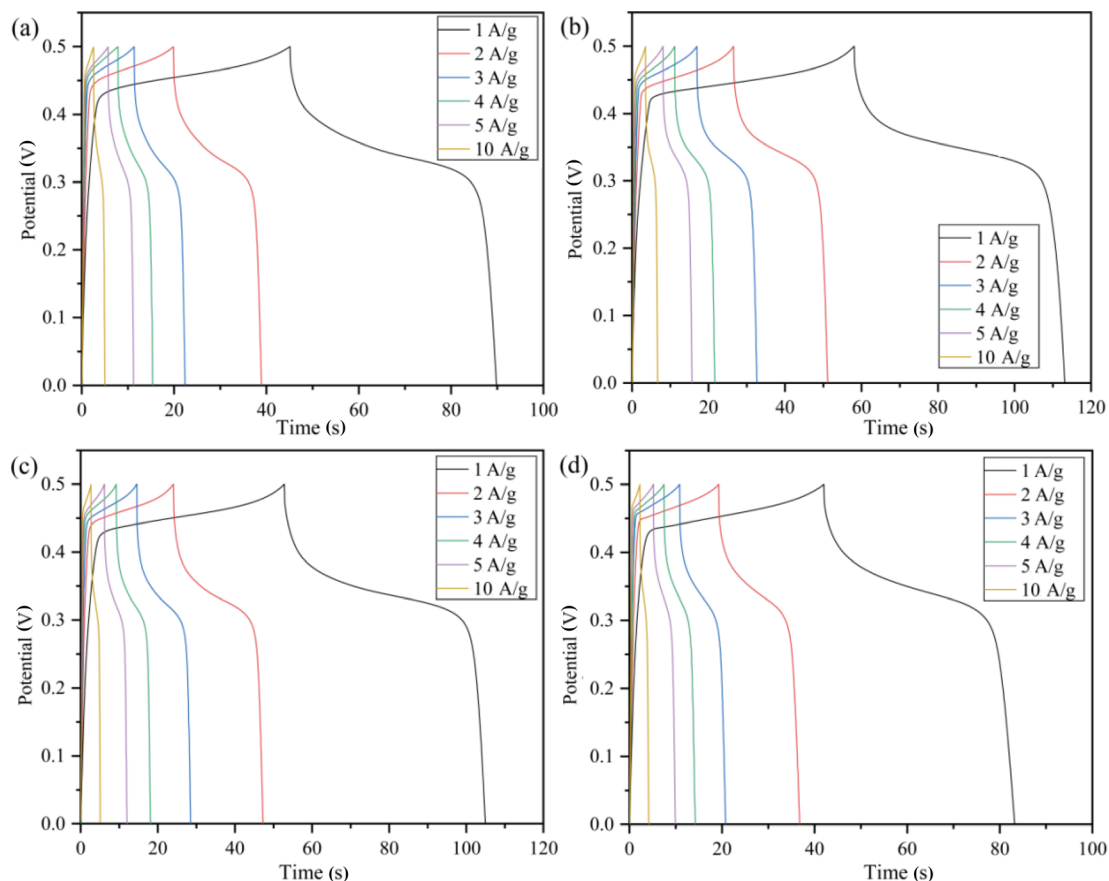 (a)
1 A/g
2 A/g
3 A/g
4 A/g
5 A/g
10 A/g
0.5
0.4
0.3
0.2
0.1
0.0
Potential (V)
0
20
40
60
80
100
Time (s)
(b)
1 A/g
2 A/g
3 A/g
4 A/g
5 A/g
10 A/g
0.5
0.4
0.3
0.2
0.1
0.0
Potential (V)
0
20
40
60
80
100
120
Time (s)
(c)
1 A/g
2 A/g
3 A/g
4 A/g
5 A/g
10 A/g
0.5
0.4
0.3
0.2
0.1
0.0
Potential (V)
0
20
40
60
80
100
120
Time (s)
(d)
1 A/g
2 A/g
3 A/g
4 A/g
5 A/g
10 A/g
0.5
0.4
0.3
0.2
0.1
0.0
Potential (V)
0
20
40
60
80
100
Time (s)